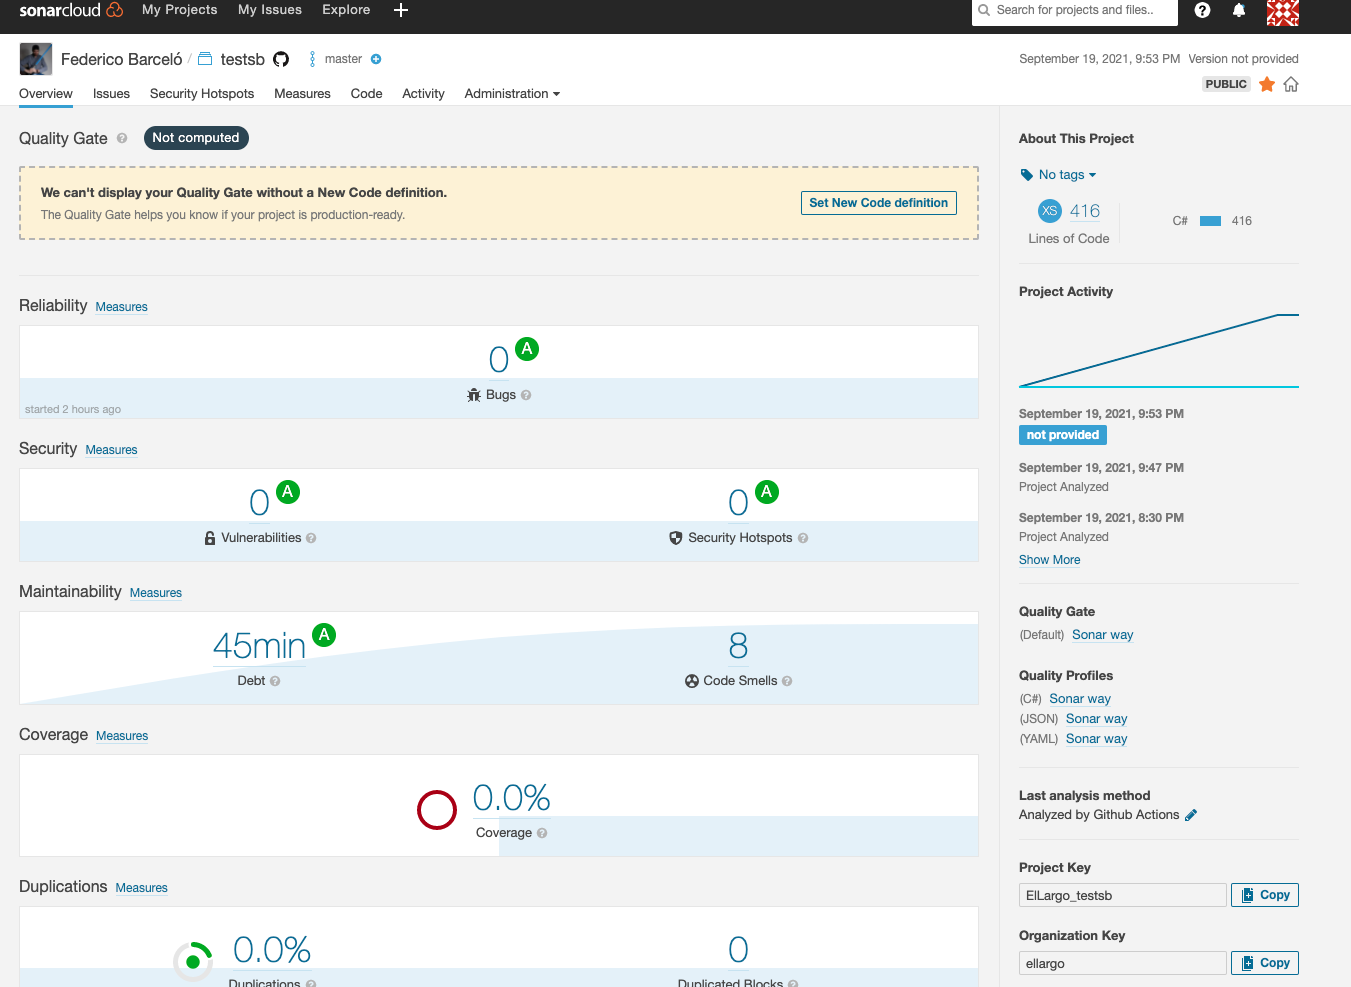 sonarcloud My Projects My Issues Explore Search for projects and files..
Federico Barceló / testsb master
September 19, 2021, 9:53 PM Version not provided
PUBLIC
Overview Issues Security Hotspots Measures Code Activity Administration
Quality Gate Not computed
We can't display your Quality Gate without a New Code definition.
The Quality Gate helps you know if your project is production-ready.
Set New Code definition
Reliability Measures
0 A
Bugs
started 2 hours ago
Security Measures
0 A 0 A
Vulnerabilities Security Hotspots
Maintainability Measures
45min A 8
Debt Code Smells
Coverage Measures
0.0%
Coverage
Duplications Measures
0.0% 0
Duplications Duplicated Blocks
About This Project
No tags
XS 416
Lines of Code
C# 416
Project Activity
September 19, 2021, 9:53 PM
not provided
September 19, 2021, 9:47 PM
Project Analyzed
September 19, 2021, 8:30 PM
Project Analyzed
Show More
Quality Gate
(Default) Sonar way
Quality Profiles
(C#) Sonar way
(JSON) Sonar way
(YAML) Sonar way
Last analysis method
Analyzed by Github Actions
Project Key
ElLargo_testsb Copy
Organization Key
ellargo Copy